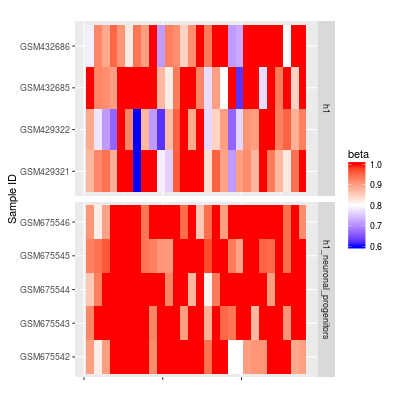 GSM432686
GSM432685
GSM429322
GSM429321
h1
GSM675546
GSM675545
GSM675544
GSM675543
GSM675542
h1_neuronal_progenitors
Sample ID
beta
1.0
0.9
0.8
0.7
0.6